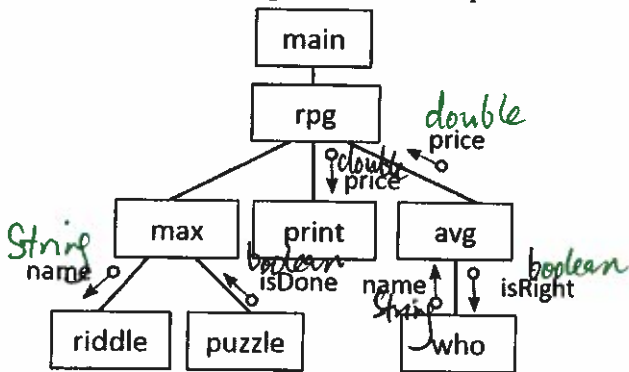 main
rpg
double
price
double
price
max
print
avg
String
name
boolean
isDone
name
String
boolean
isRight
riddle
puzzle
who